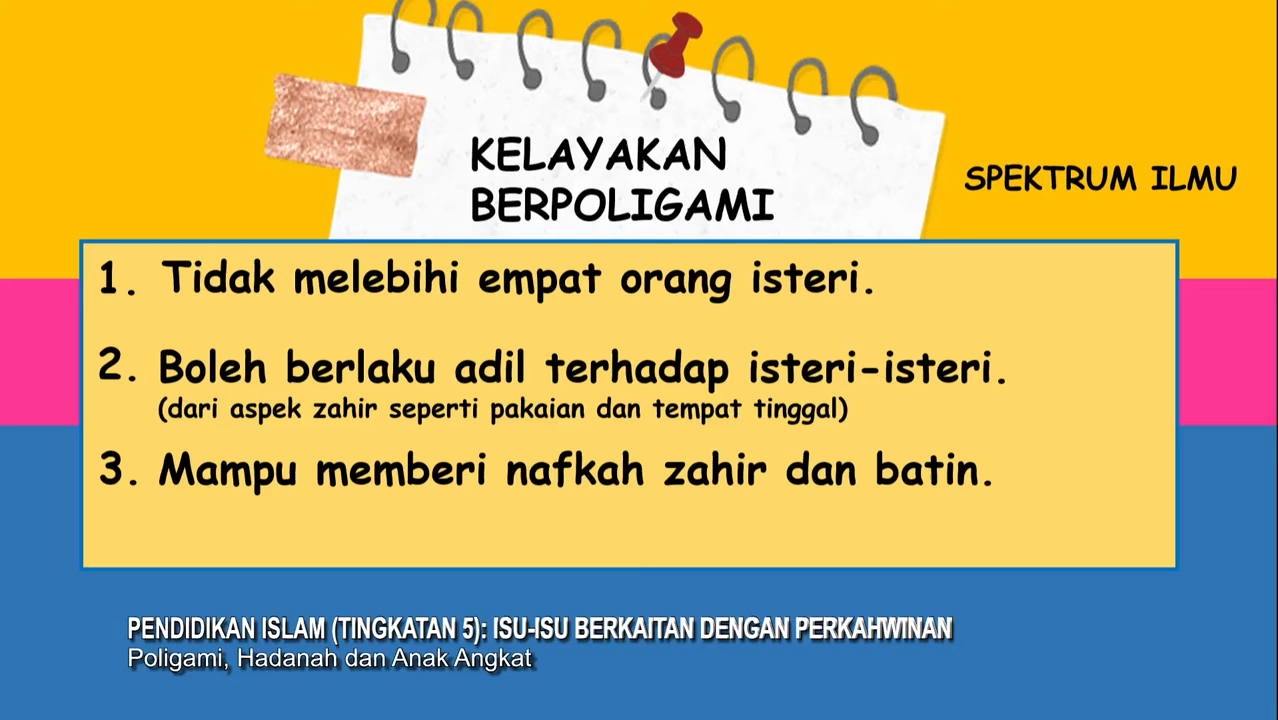 KELAYAKAN
BERPOLIGAMI
SPEKTRUM ILMU
1. Tidak melebihi empat orang isteri.
2. Boleh berlaku adil terhadap isteri-isteri.
(dari aspek zahir seperti pakaian dan tempat tinggal)
3. Mampu memberi nafkah zahir dan batin.
PENDIDIKAN ISLAM (TINGKATAN 5): ISU-ISU BERKAITAN DENGAN PERKAHWINAN
Poligami, Hadanah dan Anak Angkat